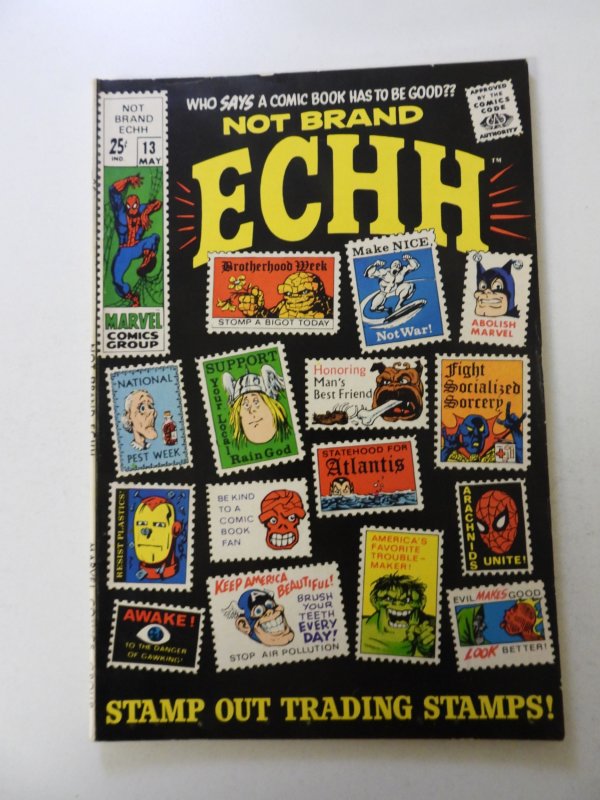 WHO SAYS A COMIC BOOK HAS TO BE GOOD??
NOT BRAND
ECHH
TM
APPROVED
BY THE
COMICS
CODE
AUTHORITY
NOT
BRAND
ECHH
25¢
IND.
13
MAY
MARVEL
COMICS
GROUP
Brotherhood Week
STOMP A BIGOT TODAY
Make NICE,
Not War!
ABOLISH
MARVEL
NATIONAL
PEST WEEK
SUPPORT
Your Local
Rain God
Honoring
Man's
Best Friend
Fight
Socialized
Sorcery
STATEHOOD FOR
Atlantis
RESIST PLASTICS!
BE KIND
TO A
COMIC
BOOK
FAN
ARACHNIDS
UNITE!
AWAKE!
TO THE DANGER
OF GAWKING!
KEEP AMERICA
BEAUTIFUL!
BRUSH
YOUR
TEETH
EVERY
DAY!
STOP AIR POLLUTION
AMERICA'S
FAVORITE
TROUBLE-
MAKER!
EVIL MAKES GOOD
LOOK BETTER!
STAMP OUT TRADING STAMPS!